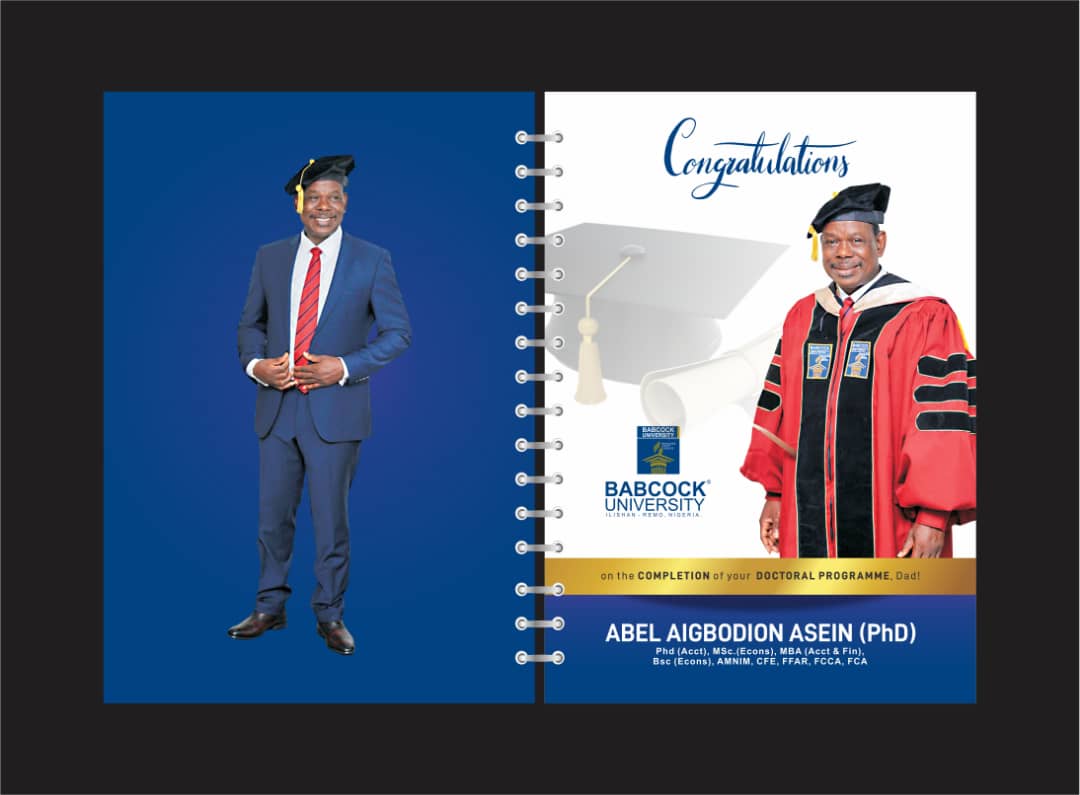 Congratulations
BABCOCK
UNIVERSITY
BABCOCK®
UNIVERSITY
ILISHAN - REMO, NIGERIA.
on the COMPLETION of your DOCTORAL PROGRAMME, Dad!
ABEL AIGBODION ASEIN (PhD)
Phd (Acct), MSc.(Econs), MBA (Acct & Fin),
Bsc (Econs), AMNIM, CFE, FFAR, FCCA, FCA